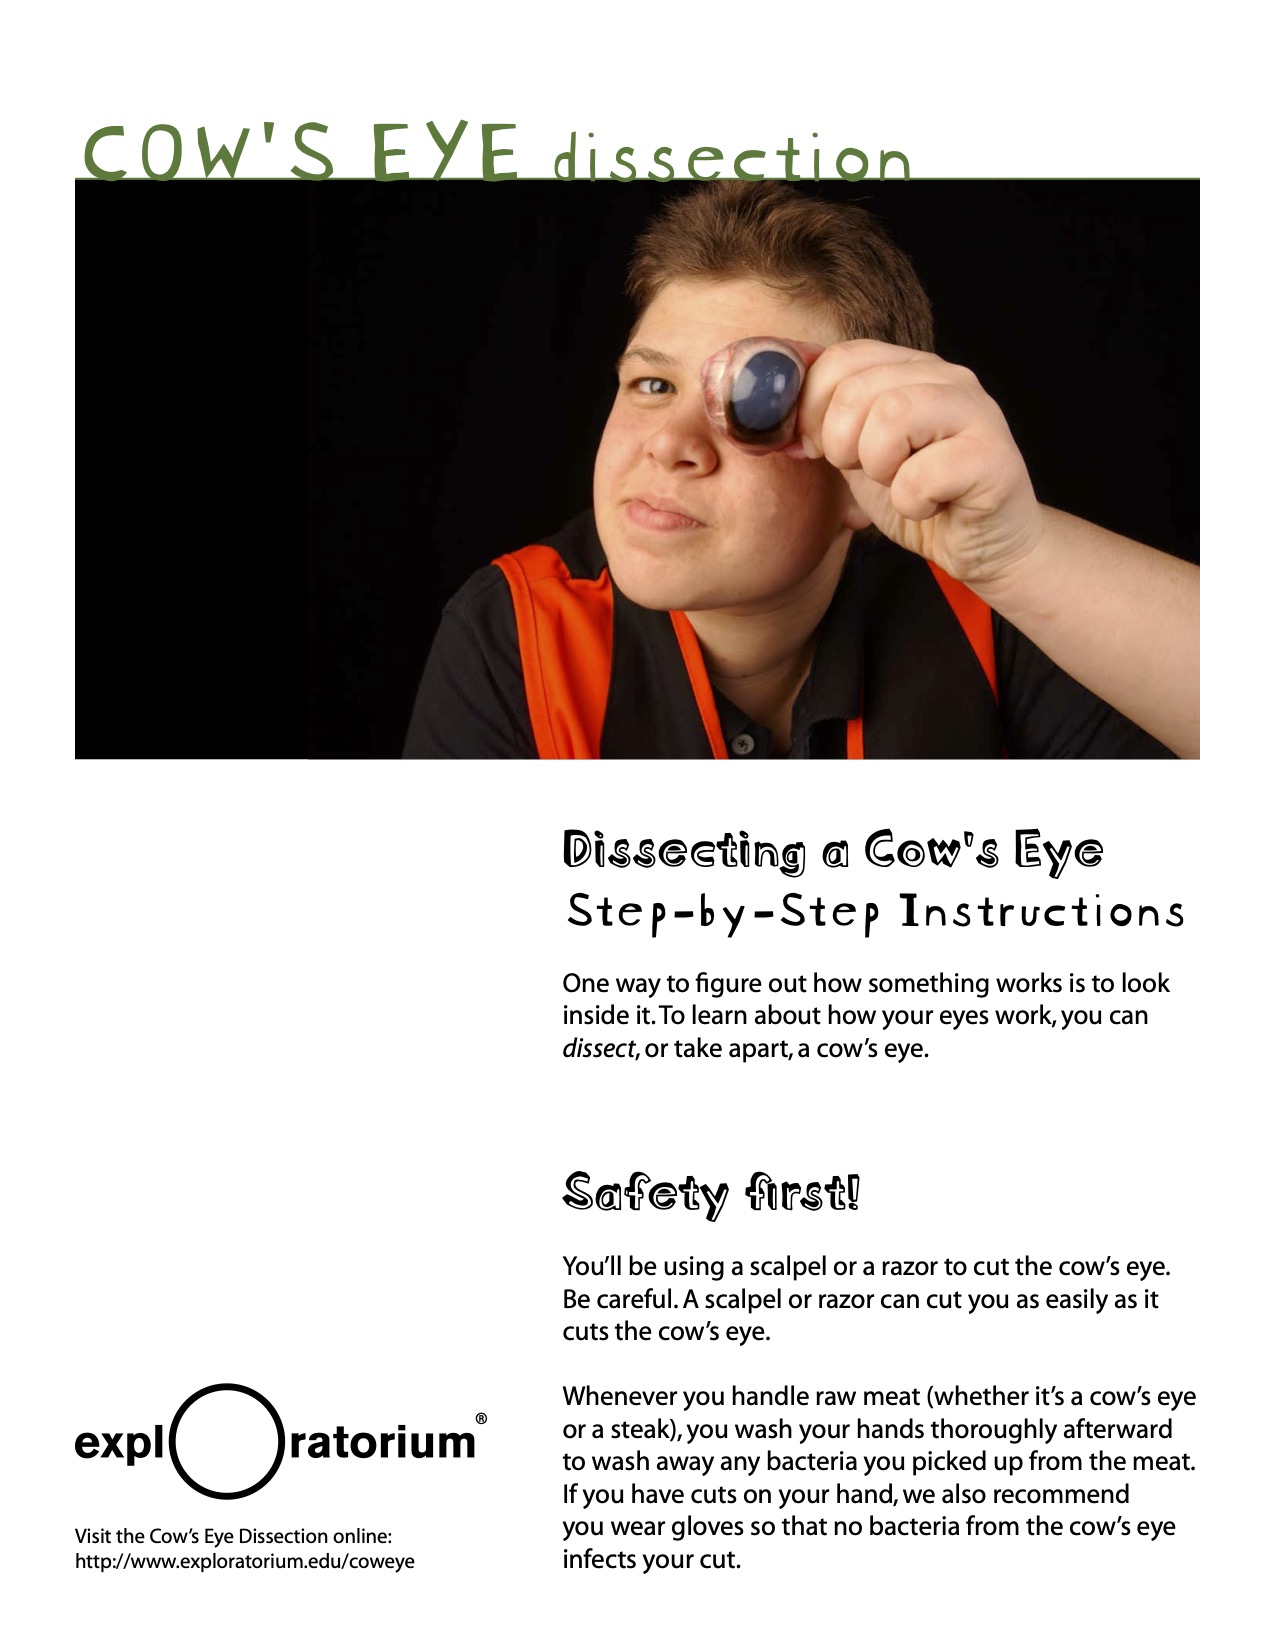 COW'S EYE dissection
Dissecting a Cow's Eye
Step-by-Step Instructions
One way to figure out how something works is to look
inside it. To learn about how your eyes work, you can
dissect, or take apart, a cow's eye.
Safety first!
You'll be using a scalpel or a razor to cut the cow's eye.
Be careful. A scalpel or razor can cut you as easily as it
cuts the cow's eye.
Whenever you handle raw meat (whether it's a cow's eye
or a steak), you wash your hands thoroughly afterward
to wash away any bacteria you picked up from the meat.
If you have cuts on your hand, we also recommend
you wear gloves so that no bacteria from the cow's eye
infects your cut.
explOratorium®
Visit the Cow's Eye Dissection online:
http://www.exploratorium.edu/coweye